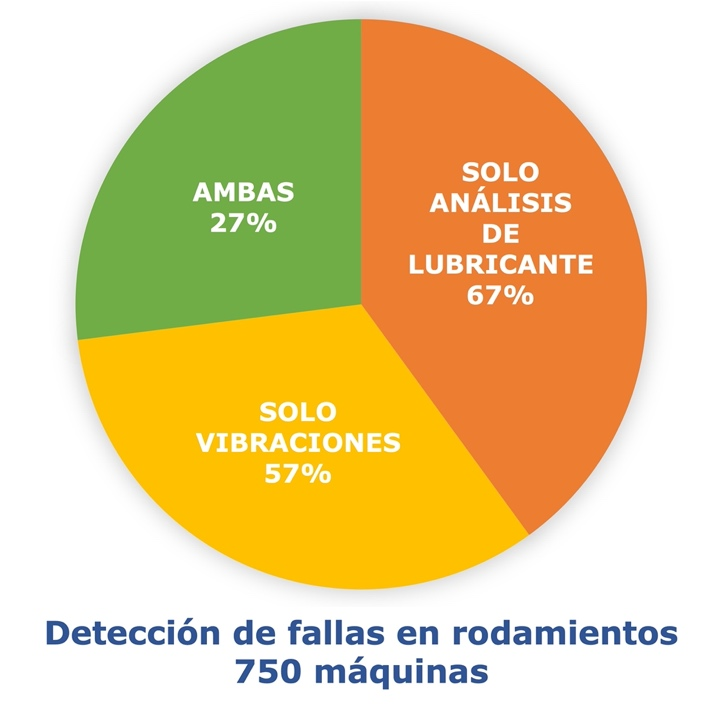 AMBAS
27%
SOLO
ANÁLISIS
DE
LUBRICANTE
67%
SOLO
VIBRACIONES
57%
Detección de fallas en rodamientos
750 máquinas